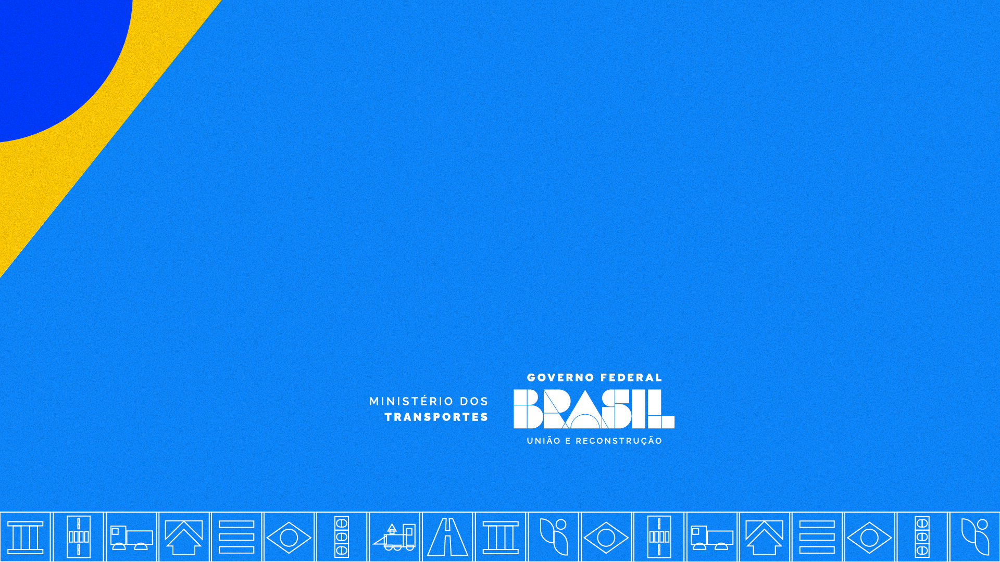 MINISTÉRIO DOS
TRANSPORTES
GOVERNO FEDERAL
BRASIL
UNIÃO E RECONSTRUÇÃO